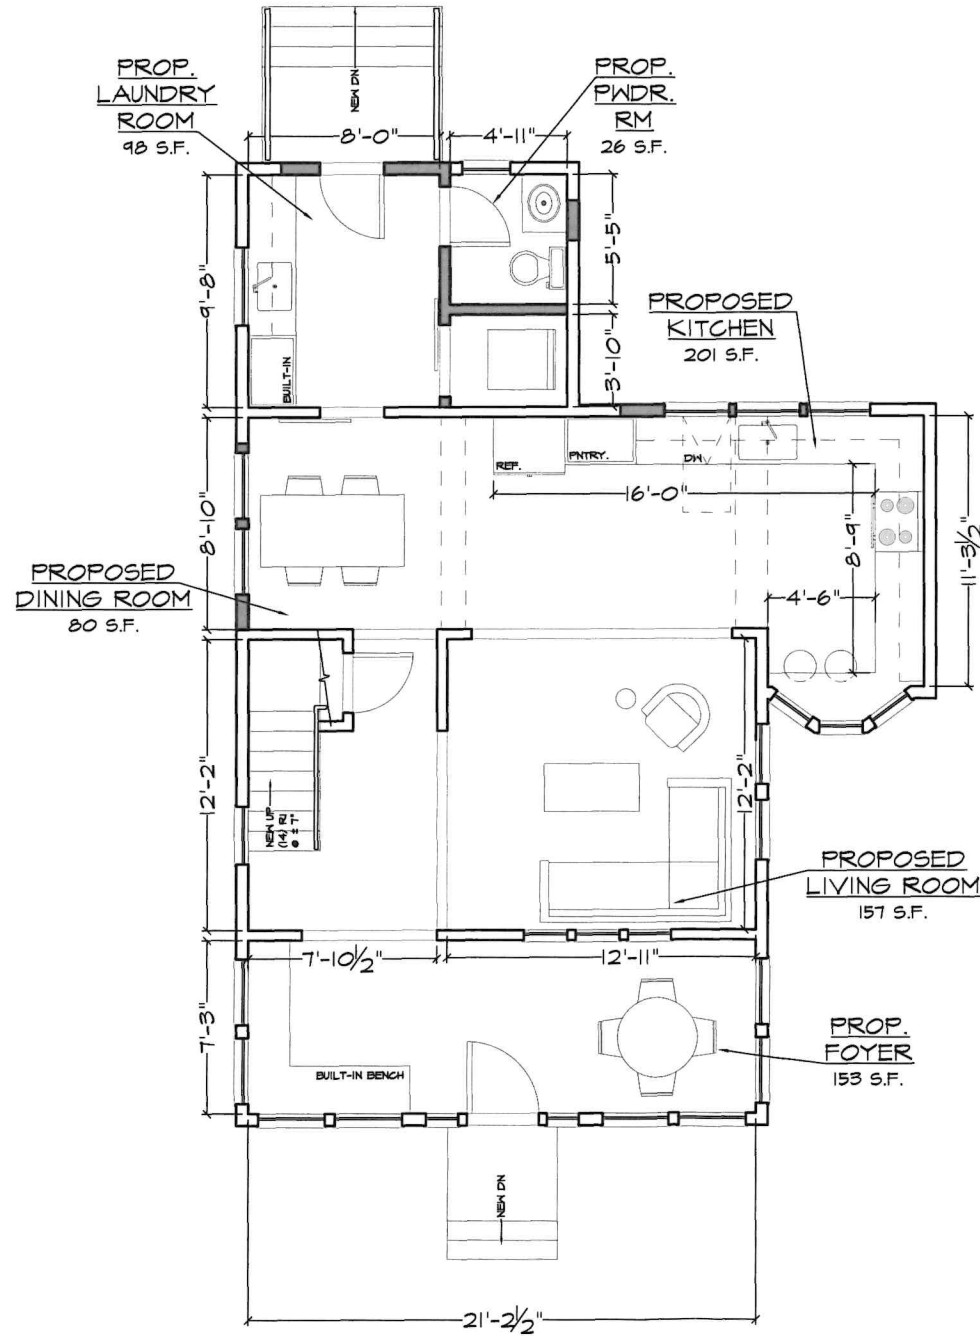 NEW DN
PROP.
LAUNDRY
ROOM
98 S.F.
PROP.
PWDR.
RM
26 S.F.
8'-0"
4'-11"
9'-8"
5'-5"
3'-10"
BUILT-IN
PROPOSED
KITCHEN
201 S.F.
REF.
PNTRY.
DW
16'-0"
8'-10"
8'-9"
11'-3½"
4'-6"
PROPOSED
DINING ROOM
80 S.F.
12'-2"
12'-2"
NEW UP
(14) RI
@ ± 7"
PROPOSED
LIVING ROOM
157 S.F.
7'-10½"
12'-11"
7'-3"
BUILT-IN BENCH
PROP.
FOYER
153 S.F.
NEW DN
21'-2½"